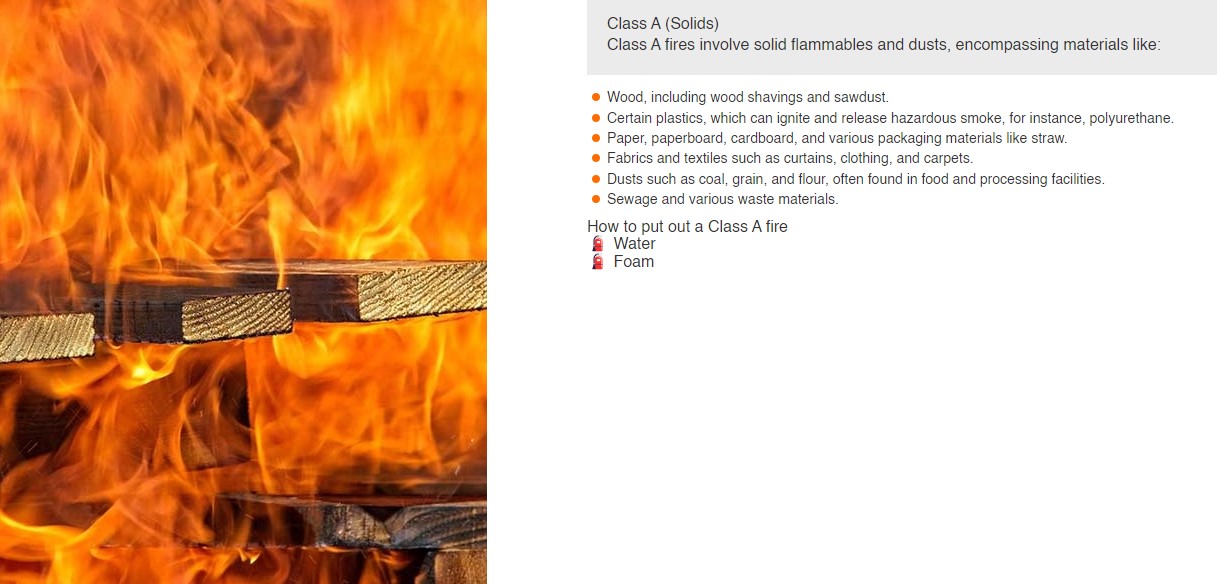 Class A (Solids)
Class A fires involve solid flammables and dusts, encompassing materials like:
Wood, including wood shavings and sawdust.
Certain plastics, which can ignite and release hazardous smoke, for instance, polyurethane.
Paper, paperboard, cardboard, and various packaging materials like straw.
Fabrics and textiles such as curtains, clothing, and carpets.
Dusts such as coal, grain, and flour, often found in food and processing facilities.
Sewage and various waste materials.
How to put out a Class A fire
Water
Foam